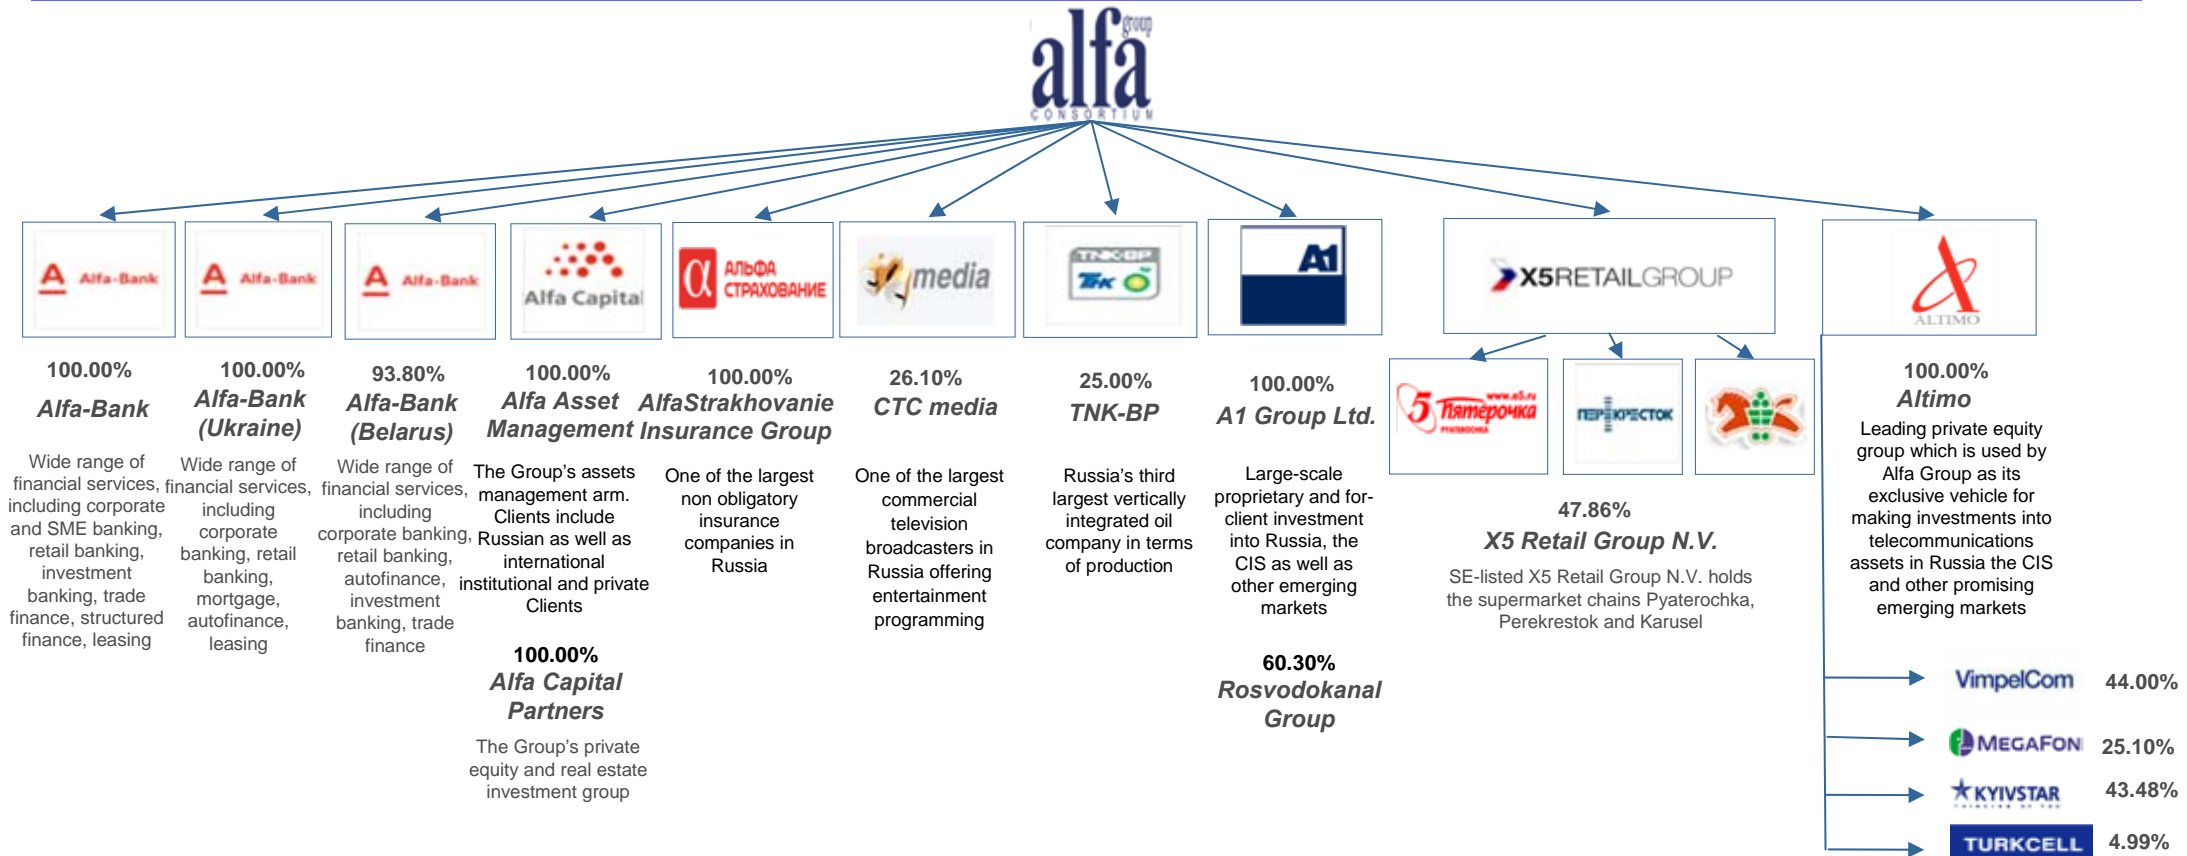 alfa group
CONSORTIUM
A Alfa-Bank
A Alfa-Bank
A Alfa-Bank
Alfa Capital
α АЛЬФА
СТРАХОВАНИЕ
media
TNK-BP
ТНК
A1
X5RETAILGROUP
ALTIMO
100.00%
Alfa-Bank
Wide range of
financial services,
including corporate
and SME banking,
retail banking,
investment
banking, trade
finance, structured
finance, leasing
100.00%
Alfa-Bank
(Ukraine)
Wide range of
financial services,
including
corporate
banking, retail
banking,
mortgage,
autofinance,
leasing
93.80%
Alfa-Bank
(Belarus)
Wide range of
financial services,
including
corporate banking,
retail banking,
autofinance,
investment
banking, trade
finance
100.00%
Alfa Asset
Management
The Group's assets
management arm.
Clients include
Russian as well as
international
institutional and private
Clients
100.00%
Alfa Capital
Partners
The Group's private
equity and real estate
investment group
100.00%
AlfaStrakhovanie
Insurance Group
One of the largest
non obligatory
insurance
companies in
Russia
26.10%
CTC media
One of the largest
commercial
television
broadcasters in
Russia offering
entertainment
programming
25.00%
TNK-BP
Russia's third
largest vertically
integrated oil
company in terms
of production
100.00%
A1 Group Ltd.
Large-scale
proprietary and for-
client investment
into Russia, the
CIS as well as
other emerging
markets
60.30%
Rosvodokanal
Group
www.e5.ru
5 Пятёрочка
PYATEROCHKA
ПЕРЕКРЕСТОК
47.86%
X5 Retail Group N.V.
SE-listed X5 Retail Group N.V. holds
the supermarket chains Pyaterochka,
Perekrestok and Karusel
100.00%
Altimo
Leading private equity
group which is used by
Alfa Group as its
exclusive vehicle for
making investments into
telecommunications
assets in Russia the CIS
and other promising
emerging markets
VimpelCom 44.00%
MEGAFON 25.10%
KYIVSTAR 43.48%
TURKCELL 4.99%